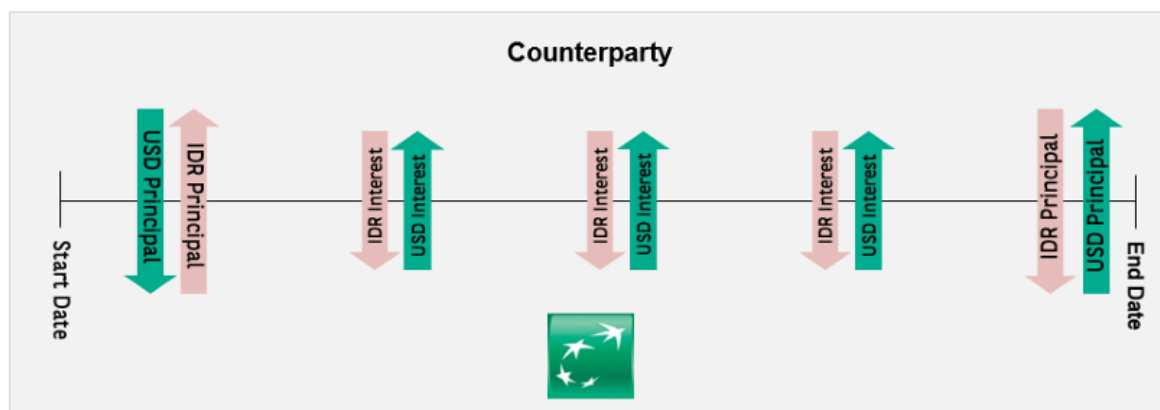 Counterparty
Start Date
USD Principal
IDR Principal
IDR Interest
USD Interest
IDR Interest
USD Interest
IDR Interest
USD Interest
IDR Principal
USD Principal
End Date